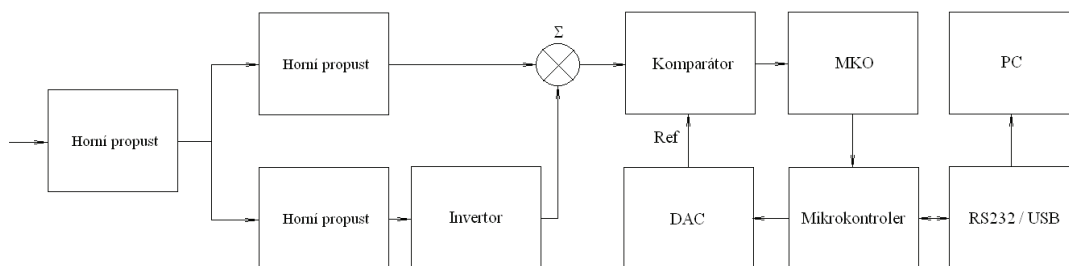 Σ
Horní propust
Komparátor
MKO
PC
Horní propust
Ref
Horní propust
Invertor
DAC
Mikrokontroler
RS232 / USB